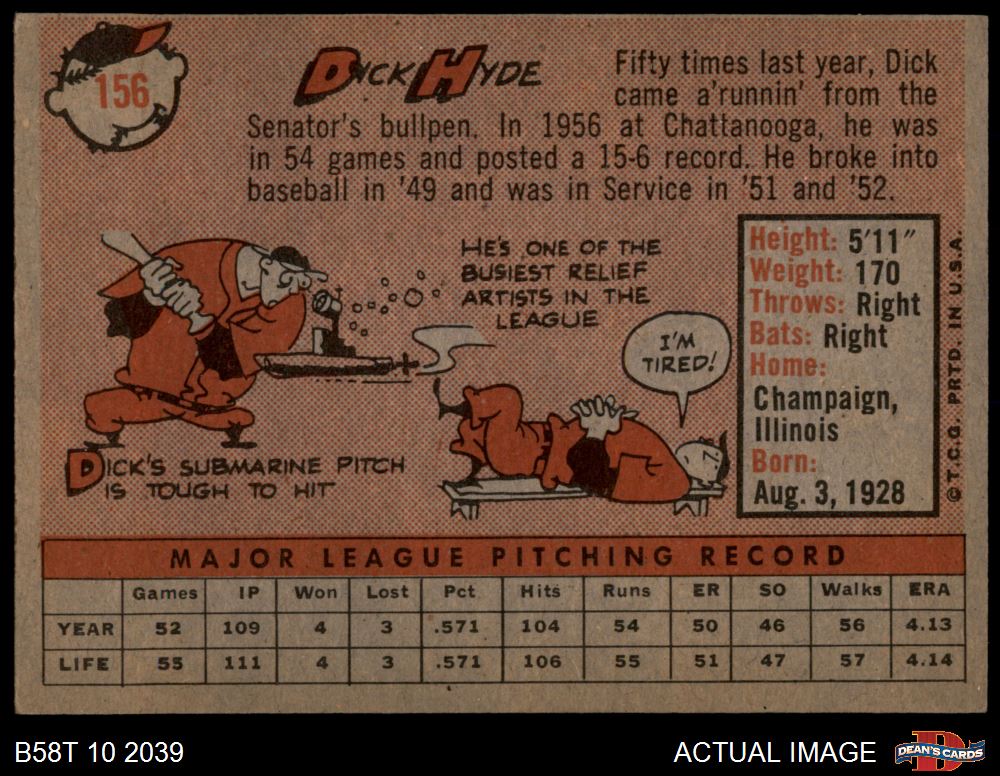 156
DICK HYDE
Fifty times last year, Dick
came a'runnin' from the
Senator's bullpen. In 1956 at Chattanooga, he was
in 54 games and posted a 15-6 record. He broke into
baseball in '49 and was in Service in '51 and '52.
HE'S ONE OF THE
BUSIEST RELIEF
ARTISTS IN THE
LEAGUE
I'M
TIRED!
DICK'S SUBMARINE PITCH
IS TOUGH TO HIT
Height: 5'11"
Weight: 170
Throws: Right
Bats: Right
Home:
Champaign,
Illinois
Born:
Aug. 3, 1928
©T.C.G. PRTD. IN U.S.A.
MAJOR LEAGUE PITCHING RECORD
Games IP Won Lost Pct Hits Runs ER SO Walks ERA
YEAR 52 109 4 3 .571 104 54 50 46 56 4.13
LIFE 55 111 4 3 .571 106 55 51 47 57 4.14
B58T 10 2039 ACTUAL IMAGE DEAN'S CARDS